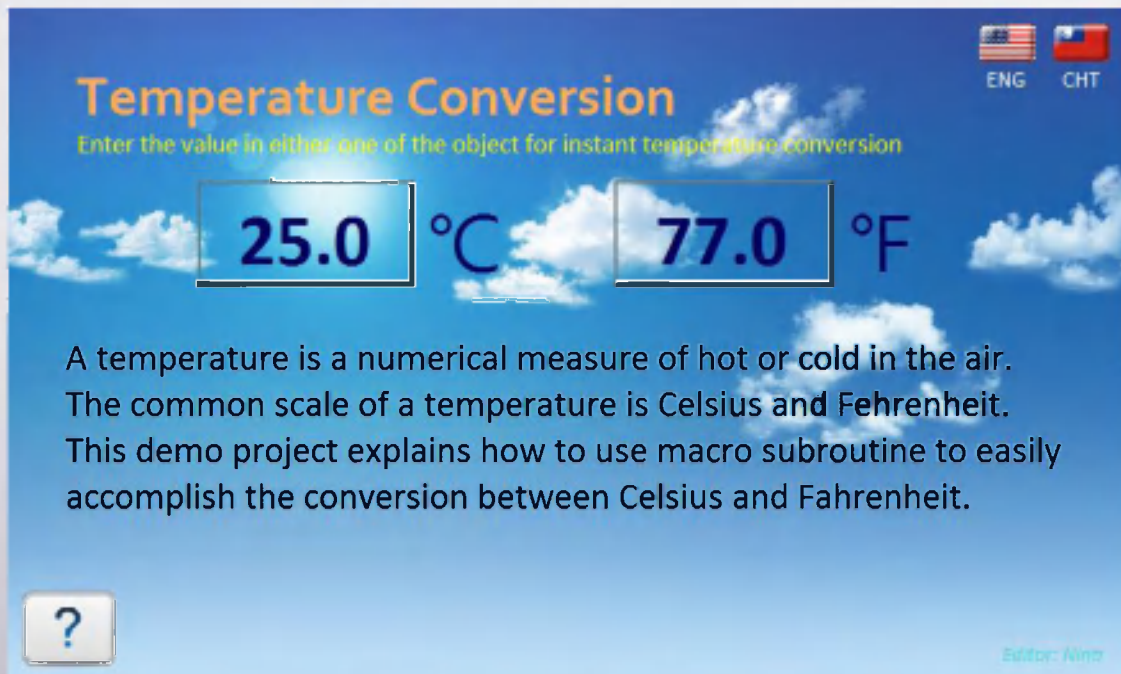 ENG CHT
Temperature Conversion
Enter the value in either one of the object for instant temperature conversion
25.0 °C 77.0 °F
A temperature is a numerical measure of hot or cold in the air.
The common scale of a temperature is Celsius and Fehrenheit.
This demo project explains how to use macro subroutine to easily
accomplish the conversion between Celsius and Fahrenheit.
?
Editor: Nina